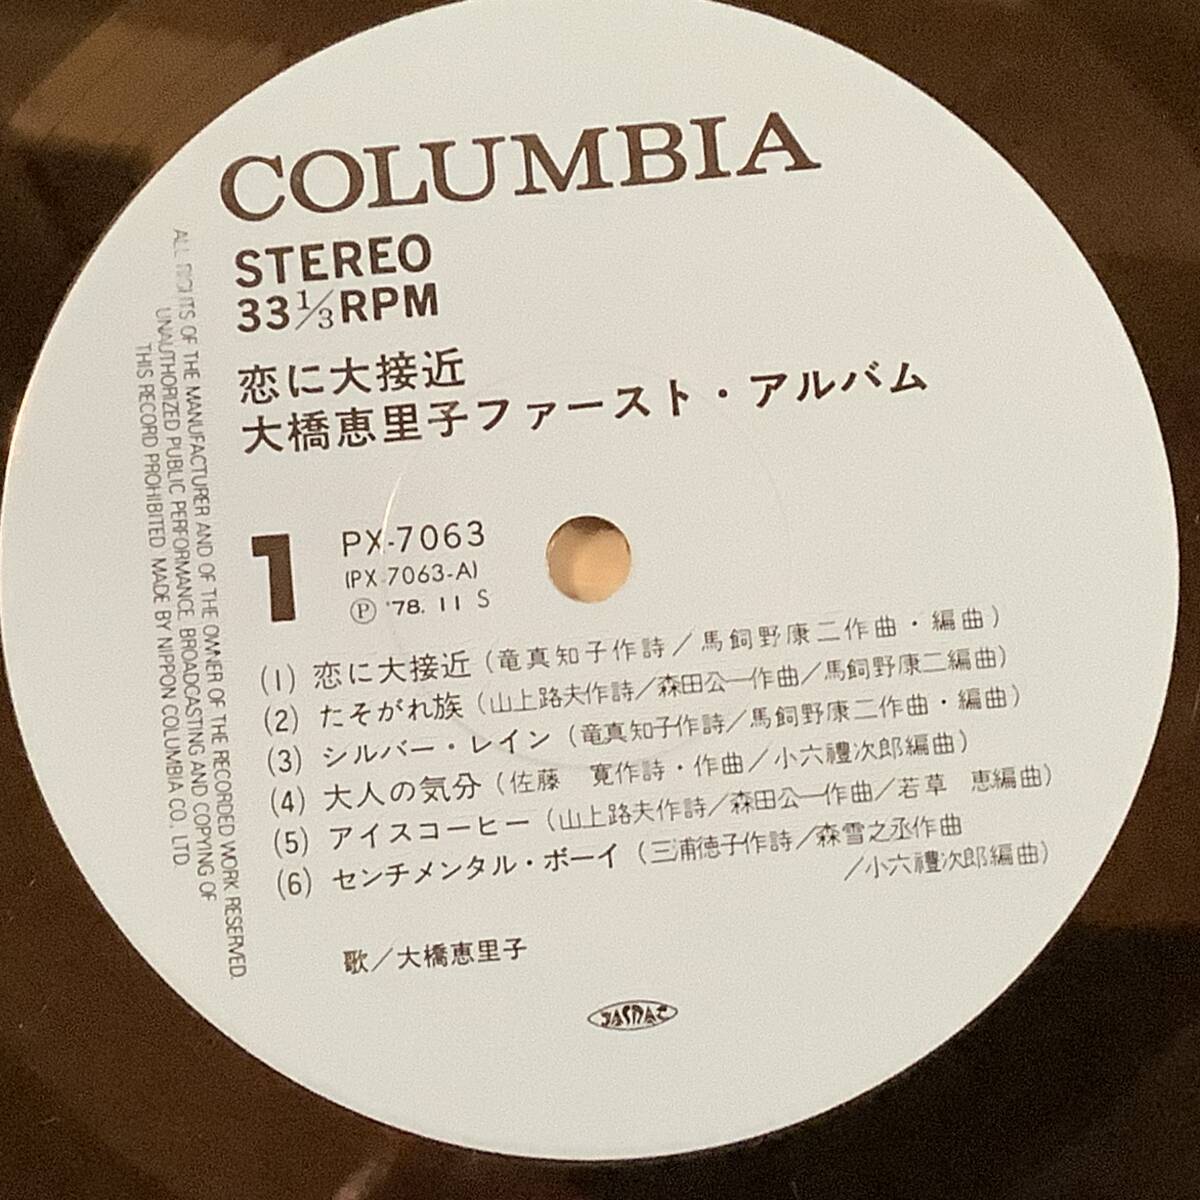 COLUMBIA
STEREO
33 1/3 RPM
恋に大接近
大橋恵里子ファースト・アルバム
1
PX-7063
(PX-7063-A)
Ⓟ '78. 11 S
(1) 恋に大接近 (竜真知子作詩/馬飼野康二作曲・編曲)
(2) たそがれ族 (山上路夫作詩/森田公一作曲/馬飼野康二編曲)
(3) シルバー・レイン (竜真知子作詩/馬飼野康二作曲・編曲)
(4) 大人の気分 (佐藤 寛作詩・作曲/小六禮次郎編曲)
(5) アイスコーヒー (山上路夫作詩/森田公一作曲/若草 恵編曲)
(6) センチメンタル・ボーイ (三浦徳子作詩/森雪之丞作曲
/小六禮次郎編曲)
歌/大橋恵里子
JASRAC
ALL RIGHTS OF THE MANUFACTURER AND OF THE OWNER OF THE RECORDED WORK RESERVED.
UNAUTHORIZED PUBLIC PERFORMANCE BROADCASTING AND COPYING OF
THIS RECORD PROHIBITED. MADE BY NIPPON COLUMBIA CO., LTD.